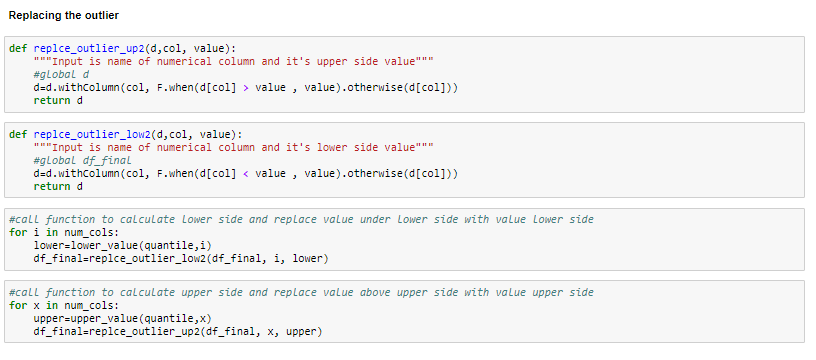 Replacing the outlier
def replce_outlier_up2(d,col, value):
    """Input is name of numerical column and it's upper side value"""
    #global d
    d=d.withColumn(col, F.when(d[col] > value , value).otherwise(d[col]))
    return d
def replce_outlier_low2(d,col, value):
    """Input is name of numerical column and it's lower side value"""
    #global df_final
    d=d.withColumn(col, F.when(d[col] < value , value).otherwise(d[col]))
    return d
#call function to calculate lower side and replace value under lower side with value lower side
for i in num_cols:
    lower=lower_value(quantile,i)
    df_final=replce_outlier_low2(df_final, i, lower)
#call function to calculate upper side and replace value above upper side with value upper side
for x in num_cols:
    upper=upper_value(quantile,x)
    df_final=replce_outlier_up2(df_final, x, upper)